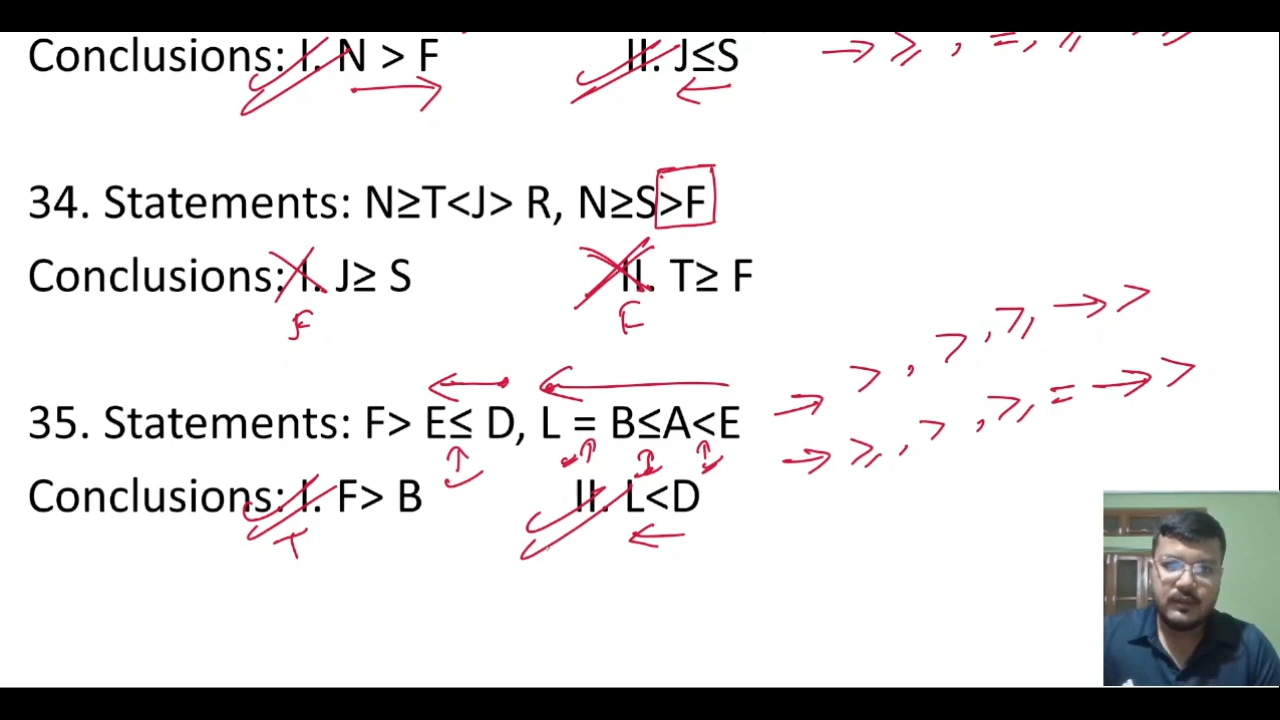 Conclusions: I. N > F II. J≤S → ≥, =, ≥
34. Statements: N≥T<J> R, N≥S>F
Conclusions: I. J≥ S II. T≥ F
F F
→ >, >, ≥, → >
35. Statements: F> E≤ D, L = B≤A<E
→ ≥, >, ≥, = → >
Conclusions: I. F> B II. L<D
T